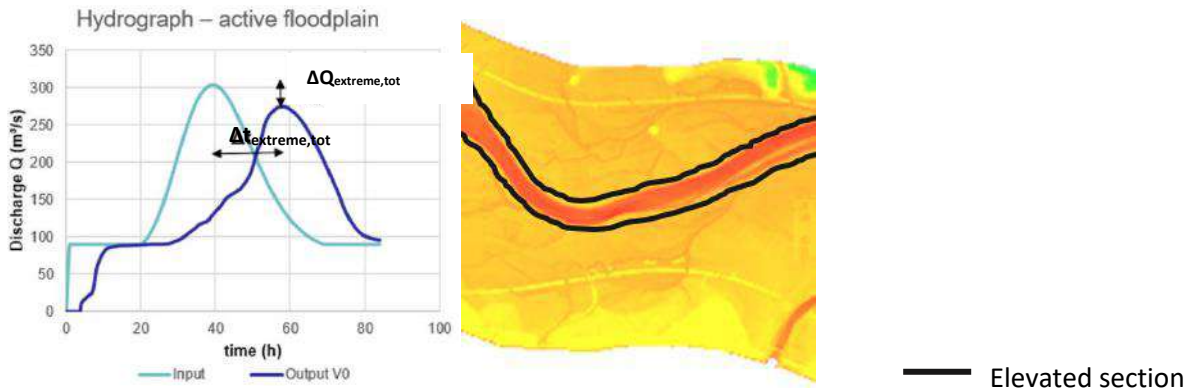 Hydrograph – active floodplain
350
300
250
200
150
100
50
0
Discharge Q (m³/s)
ΔQextreme,tot
Δtextreme,tot
0 20 40 60 80 100
time (h)
Input Output V0
Elevated section